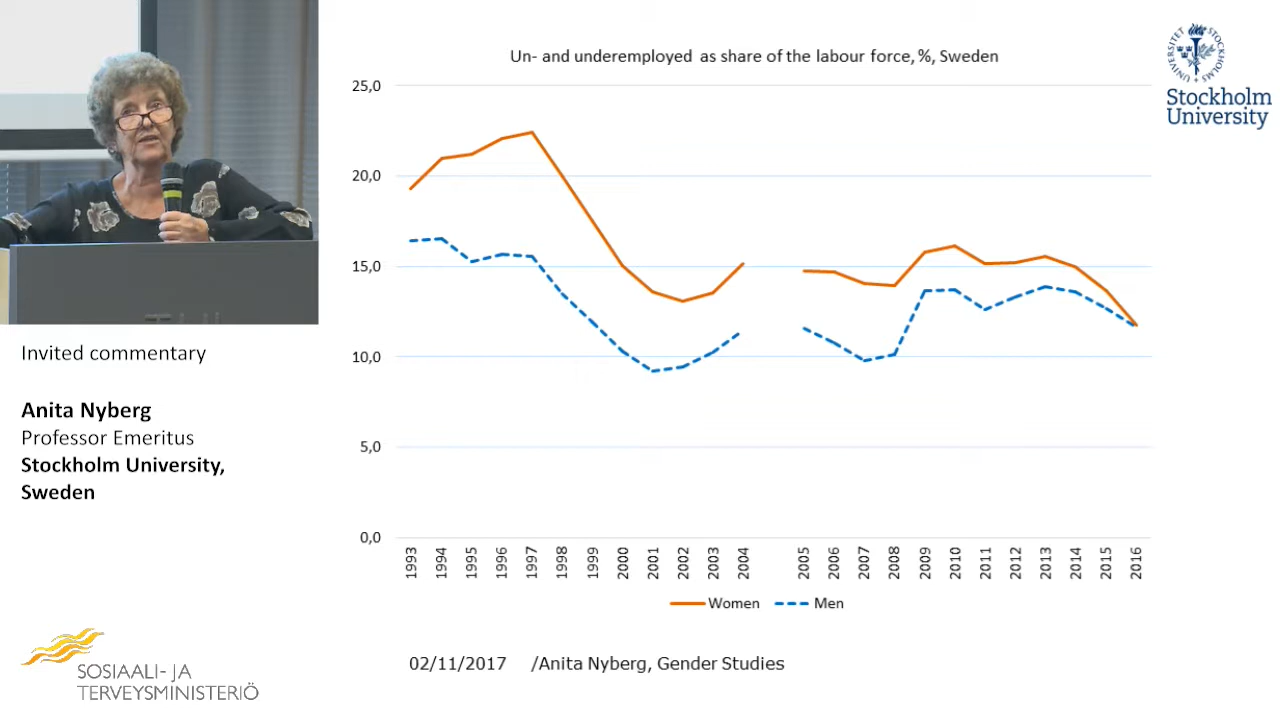 Un- and underemployed as share of the labour force, %, Sweden
25,0
20,0
15,0
10,0
5,0
0,0
1993 1994 1995 1996 1997 1998 1999 2000 2001 2002 2003 2004 2005 2006 2007 2008 2009 2010 2011 2012 2013 2014 2015 2016
Women Men
02/11/2017 /Anita Nyberg, Gender Studies
STOCKHOLMS UNIVERSITET
Stockholm
University
Invited commentary
Anita Nyberg
Professor Emeritus
Stockholm University,
Sweden
SOSIAALI- JA
TERVEYSMINISTERIÖ